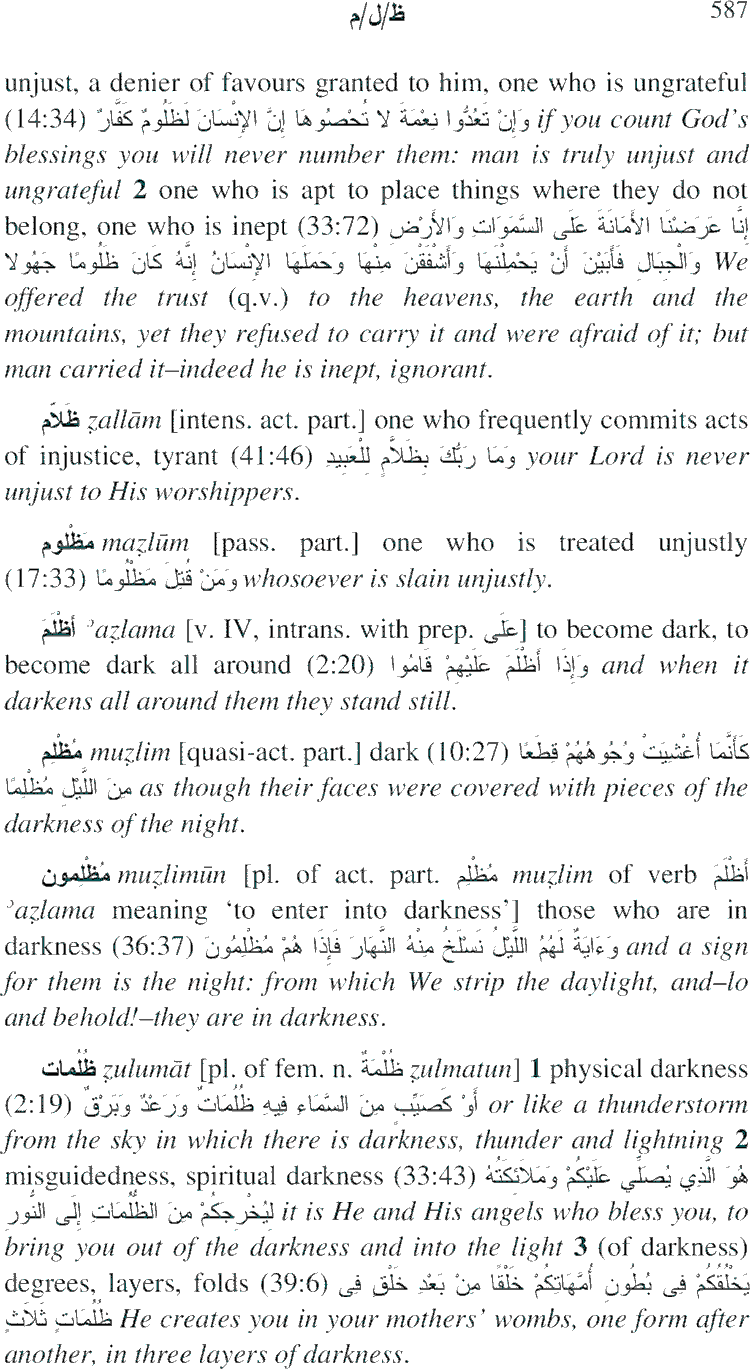 ظ/ل/م 587
unjust, a denier of favours granted to him, one who is ungrateful
(14:34) وَإِنْ تَعُدُّوا نِعْمَةَ لا تُحْصُوهَا إِنَّ الإِنْسَانَ لَظَلُومٌ كَفَّارٌ if you count God’s
blessings you will never number them: man is truly unjust and
ungrateful 2 one who is apt to place things where they do not
belong, one who is inept (33:72) إِنَّا عَرَضْنَا الأَمَانَةَ عَلَى السَّمَوَاتِ وَالأَرْضِ
وَالْجِبَالِ فَأَبَيْنَ أَنْ يَحْمِلْنَهَا وَأَشْفَقْنَ مِنْهَا وَحَمَلَهَا الإِنْسَانُ إِنَّهُ كَانَ ظَلُومًا جَهُولا We
offered the trust (q.v.) to the heavens, the earth and the
mountains, yet they refused to carry it and were afraid of it; but
man carried it–indeed he is inept, ignorant.
ظَلاَّم ẓallām [intens. act. part.] one who frequently commits acts
of injustice, tyrant (41:46) وَمَا رَبُّكَ بِظَلاَّمٍ لِلْعَبِيدِ your Lord is never
unjust to His worshippers.
مَظْلوم maẓlūm [pass. part.] one who is treated unjustly
(17:33) وَمَنْ قُتِلَ مَظْلُومًا whosoever is slain unjustly.
أَظْلَمَ ʾaẓlama [v. IV, intrans. with prep. عَلَى] to become dark, to
become dark all around (2:20) وَإِذَا أَظْلَمَ عَلَيْهِمْ قَامُوا and when it
darkens all around them they stand still.
مُظْلِم muẓlim [quasi-act. part.] dark (10:27) كَأَنَّمَا أُغْشِيَتْ وُجُوهُهُمْ قِطَعًا
مِنَ اللَّيْلِ مُظْلِمًا as though their faces were covered with pieces of the
darkness of the night.
مُظْلِمون muẓlimūn [pl. of act. part. مُظْلِم muẓlim of verb أَظْلَمَ
ʾaẓlama meaning ‘to enter into darkness’] those who are in
darkness (36:37) وَءَايَةٌ لَهُمُ اللَّيْلُ نَسْلَخُ مِنْهُ النَّهَارَ فَإِذَا هُمْ مُظْلِمُونَ and a sign
for them is the night: from which We strip the daylight, and–lo
and behold!–they are in darkness.
ظُلُمات ẓulumāt [pl. of fem. n. ظُلْمَةٌ ẓulmatun] 1 physical darkness
(2:19) أَوْ كَصَيِّبٍ مِنَ السَّمَاءِ فِيهِ ظُلُمَاتٌ وَرَعْدٌ وَبَرْقٌ or like a thunderstorm
from the sky in which there is darkness, thunder and lightning 2
misguidedness, spiritual darkness (33:43) هُوَ الَّذِي يُصَلِّي عَلَيْكُمْ وَمَلاَئِكَتُهُ
لِيُخْرِجَكُمْ مِنَ الظُّلُمَاتِ إِلَى النُّورِ it is He and His angels who bless you, to
bring you out of the darkness and into the light 3 (of darkness)
degrees, layers, folds (39:6) يَخْلُقُكُمْ فِى بُطُونِ أُمَّهَاتِكُمْ خَلْقًا مِنْ بَعْدِ خَلْقٍ فِى
ظُلُمَاتٍ ثَلاَثٍ He creates you in your mothers’ wombs, one form after
another, in three layers of darkness.